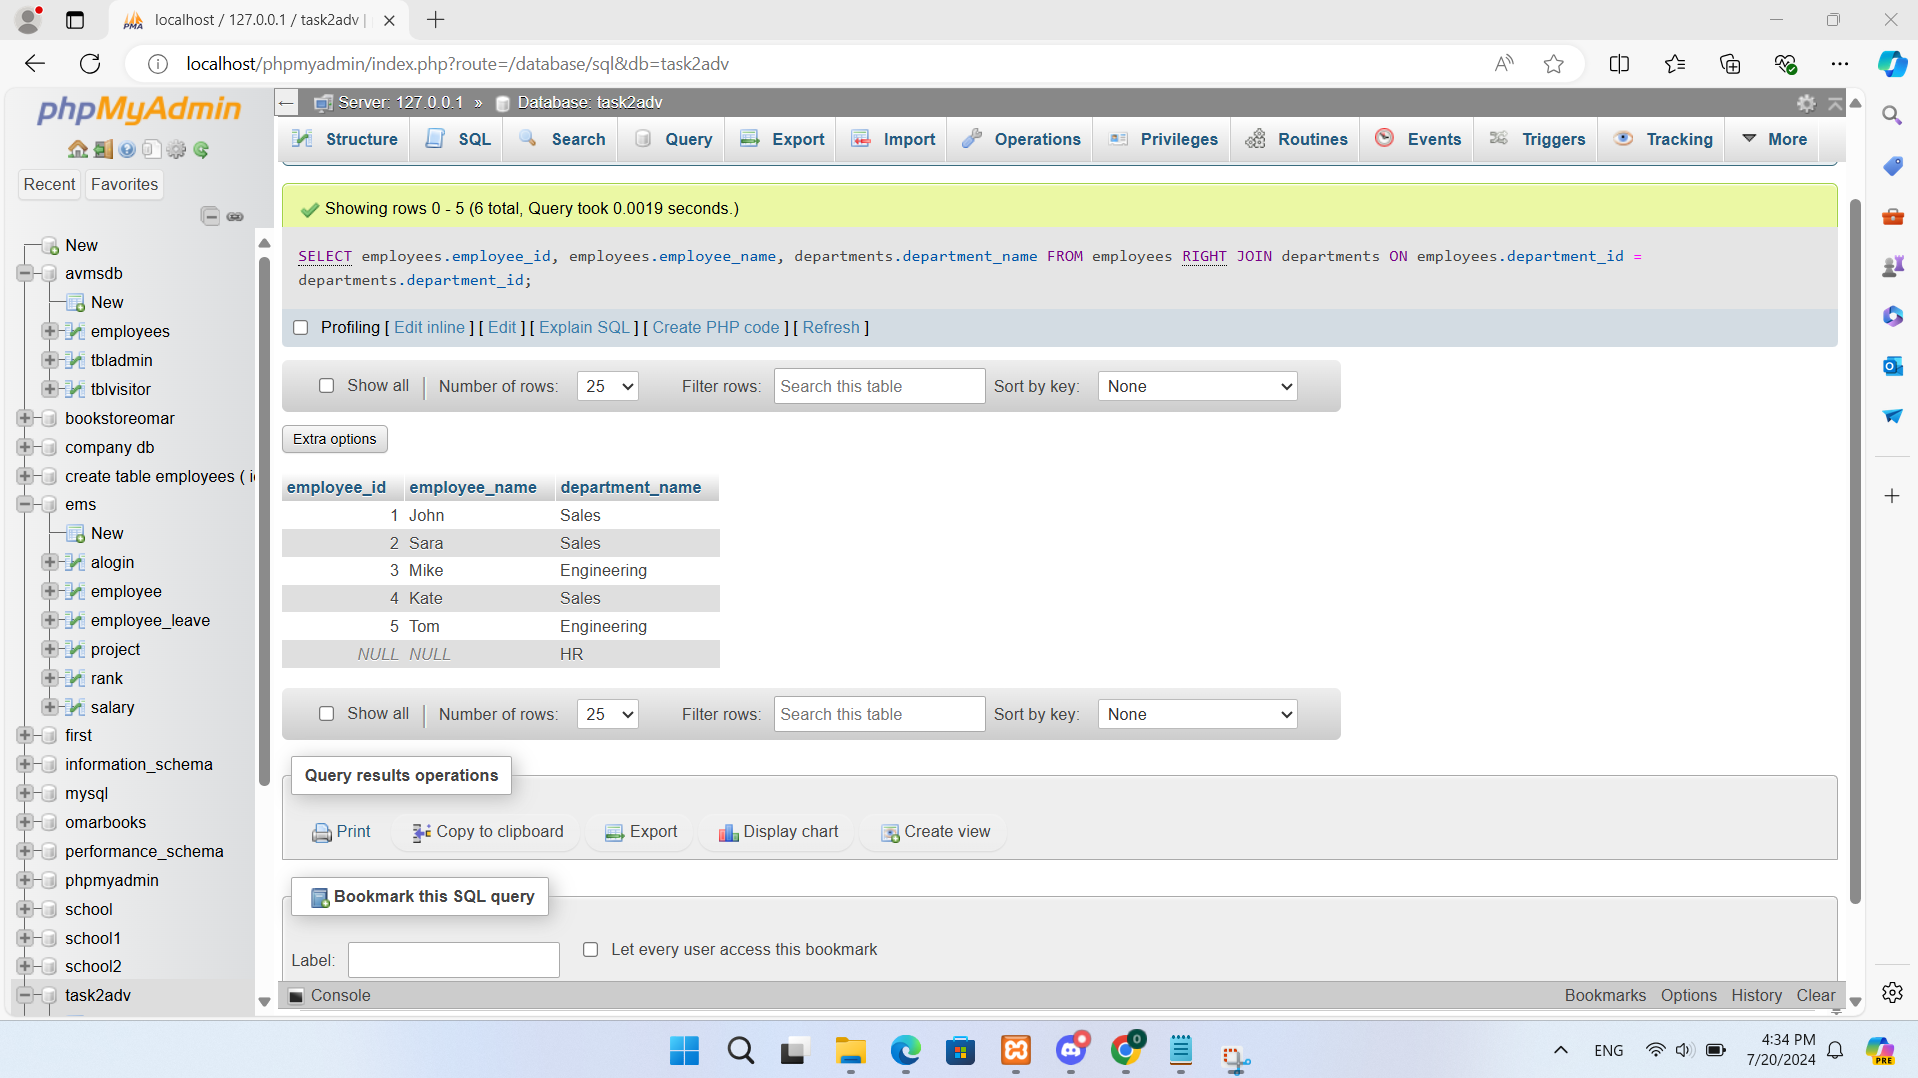 localhost / 127.0.0.1 / task2adv |
localhost/phpmyadmin/index.php?route=/database/sql&db=task2adv
phpMyAdmin
Recent Favorites
New
avmsdb
New
employees
tbladmin
tblvisitor
bookstoreomar
company db
create table employees ( i
ems
New
alogin
employee
employee_leave
project
rank
salary
first
information_schema
mysql
omarbooks
performance_schema
phpmyadmin
school
school1
school2
task2adv
Server: 127.0.0.1 » Database: task2adv
Structure SQL Search Query Export Import Operations Privileges Routines Events Triggers Tracking More
Showing rows 0 - 5 (6 total, Query took 0.0019 seconds.)
SELECT employees.employee_id, employees.employee_name, departments.department_name FROM employees RIGHT JOIN departments ON employees.department_id =
departments.department_id;
Profiling [ Edit inline ] [ Edit ] [ Explain SQL ] [ Create PHP code ] [ Refresh ]
Show all | Number of rows: 25 Filter rows: Search this table Sort by key: None
Extra options
employee_id employee_name department_name
1 John Sales
2 Sara Sales
3 Mike Engineering
4 Kate Sales
5 Tom Engineering
NULL NULL HR
Show all | Number of rows: 25 Filter rows: Search this table Sort by key: None
Query results operations
Print Copy to clipboard Export Display chart Create view
Bookmark this SQL query
Label: Let every user access this bookmark
Console Bookmarks Options History Clear
ENG 4:34 PM
7/20/2024